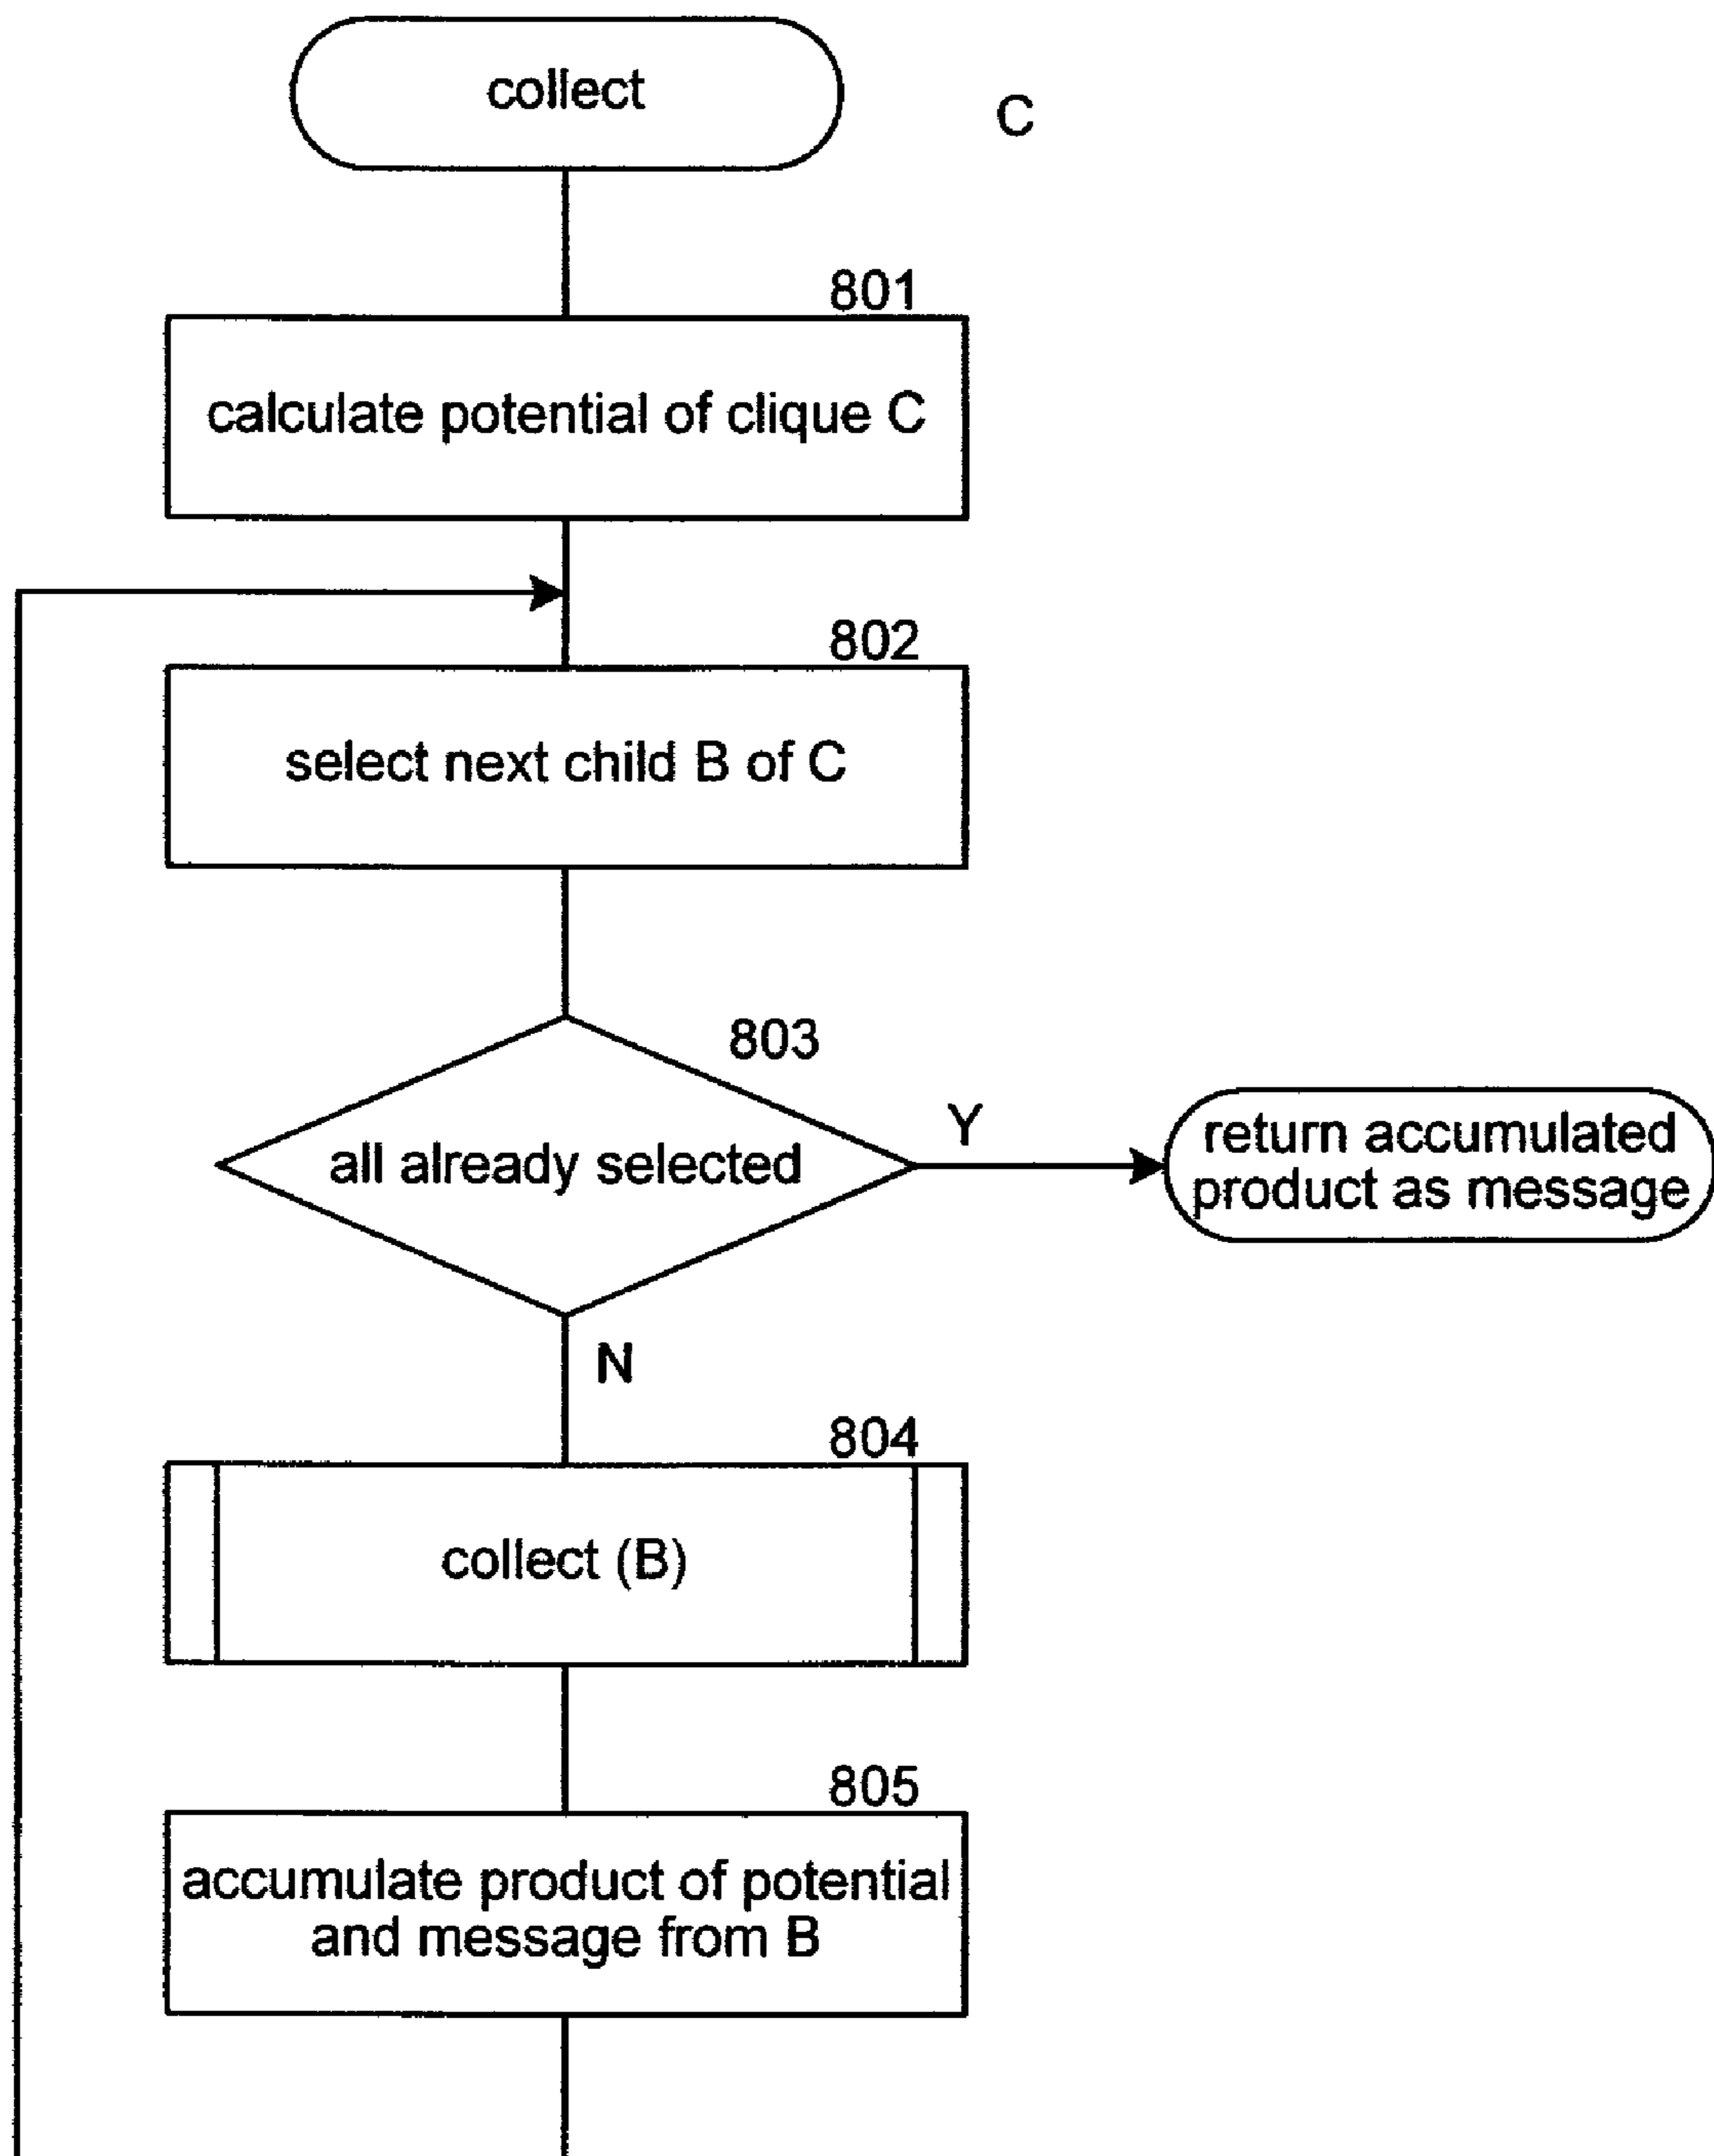 collect
C
801
calculate potential of clique C
802
select next child B of C
803
all already selected
Y
return accumulated
product as message
N
804
collect (B)
805
accumulate product of potential
and message from B